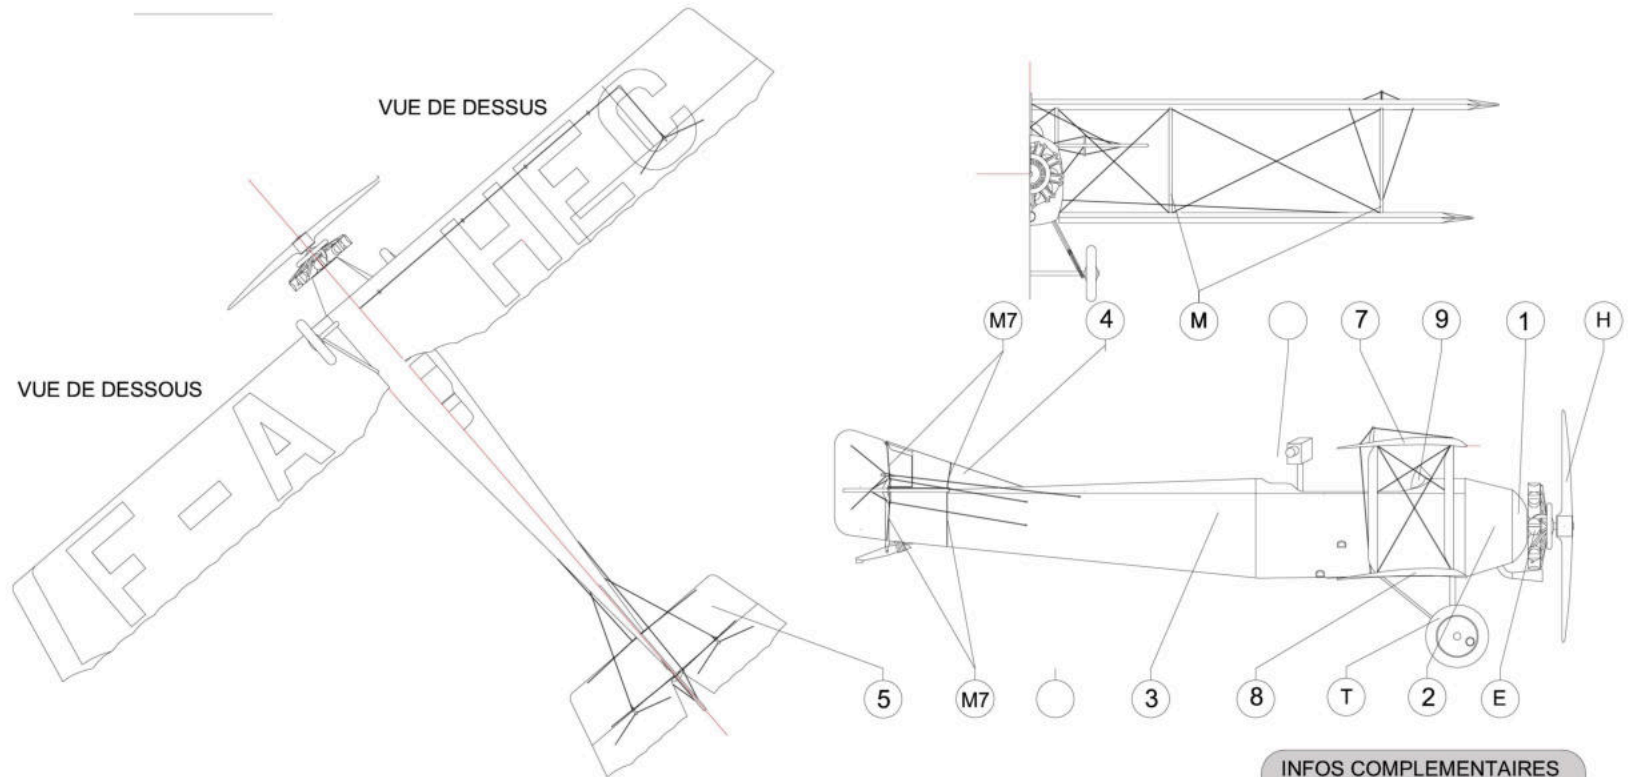 VUE DE DESSUS
HEC
VUE DE DESSOUS
F-A
M7 4 M 7 9 1 H
5 M7 3 8 T 2 E
INFOS COMPLEMENTAIRES